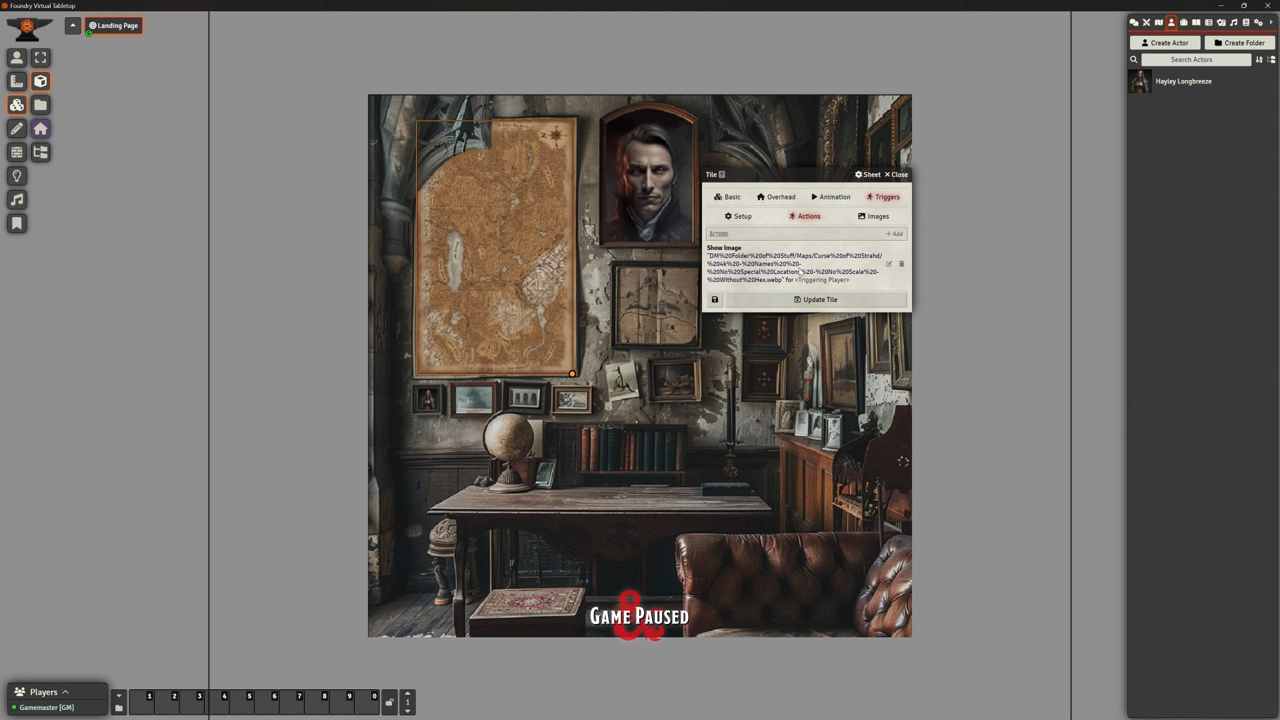 Foundry Virtual Tabletop
Landing Page
G
Create Actor
Create Folder
Search Actors
Hayley Longbreeze
Tile
Sheet
Close
Basic
Overhead
Animation
Triggers
Setup
Actions
Images
Actions
+ Add
Show Image
"DM%20Folder%20of%20Stuff/Maps/Curse%20of%20Strahd/
%204k%20-%20Names%20%20-
%20No%20Special%20Locations%20-%20No%20Scale%20-
%20Without%20Hex.webp" for <Triggering Player>
Update Tile
Game Paused
&
Players
Gamemaster [GM]
1 2 3 4 5 6 7 8 9 0
1